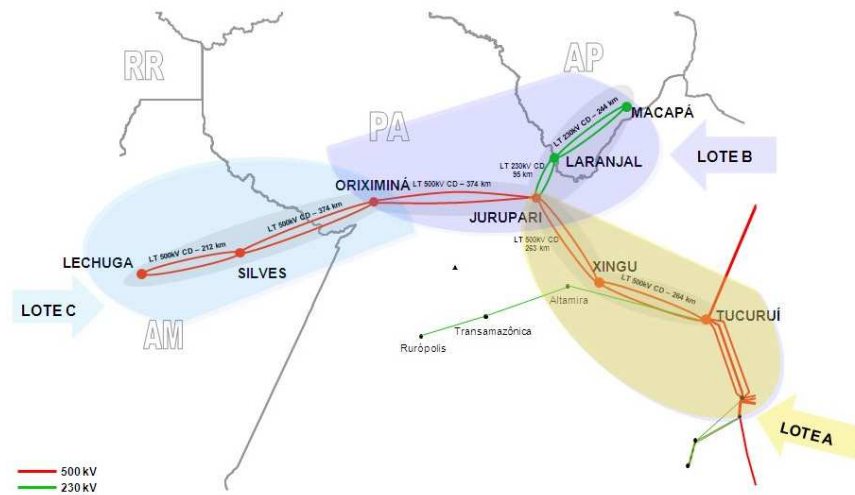 RR
AP
PA
LT 230kV CD – 244 km
MACAPÁ
LT 230kV CD
95 km
LARANJAL
LOTE B
ORIXIMINÁ
LT 500kV CD – 374 km
JURUPARI
LT 500kV CD – 374 km
LT 500kV CD
263 km
LECHUGA
LT 500kV CD – 212 km
SILVES
XINGU
LT 500kV CD – 264 km
Altamira
LOTE C
TUCURUÍ
Transamazônica
AM
Rurópolis
LOTE A
500 kV
230 kV